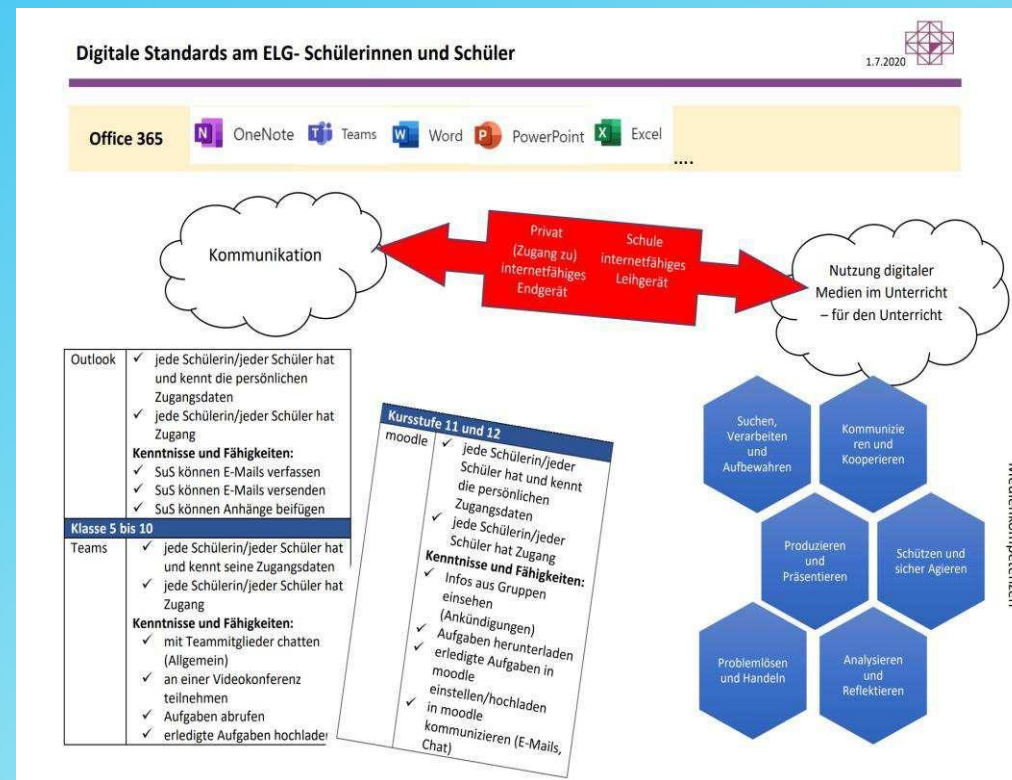 Digitale Standards am ELG- Schülerinnen und Schüler
1.7.2020
Office 365
OneNote
Teams
Word
PowerPoint
Excel
....
Kommunikation
Privat
(Zugang zu)
internetfähiges
Endgerät
Schule
internetfähiges
Leihgerät
Nutzung digitaler
Medien im Unterricht
– für den Unterricht
Outlook
✓ jede Schülerin/jeder Schüler hat
und kennt die persönlichen
Zugangsdaten
✓ jede Schülerin/jeder Schüler hat
Zugang
Kenntnisse und Fähigkeiten:
✓ SuS können E-Mails verfassen
✓ SuS können E-Mails versenden
✓ SuS können Anhänge beifügen
Klasse 5 bis 10
Teams
✓ jede Schülerin/jeder Schüler hat
und kennt seine Zugangsdaten
✓ jede Schülerin/jeder Schüler hat
Zugang
Kenntnisse und Fähigkeiten:
✓ mit Teammitglieder chatten
(Allgemein)
✓ an einer Videokonferenz
teilnehmen
✓ Aufgaben abrufen
✓ erledigte Aufgaben hochlade
Kursstufe 11 und 12
moodle
✓ jede Schülerin/jeder
Schüler hat und kennt
die persönlichen
Zugangsdaten
✓ jede Schülerin/jeder
Schüler hat Zugang
Kenntnisse und Fähigkeiten:
✓ Infos aus Gruppen
einsehen
(Ankündigungen)
✓ Aufgaben herunterladen
✓ erledigte Aufgaben in
moodle
einstellen/hochladen
✓ in moodle
kommunizieren (E-Mails,
Chat)
Suchen,
Verarbeiten
und
Aufbewahren
Kommunizie
ren und
Kooperieren
Produzieren
und
Präsentieren
Schützen und
sicher Agieren
Problemlösen
und Handeln
Analysieren
und
Reflektieren